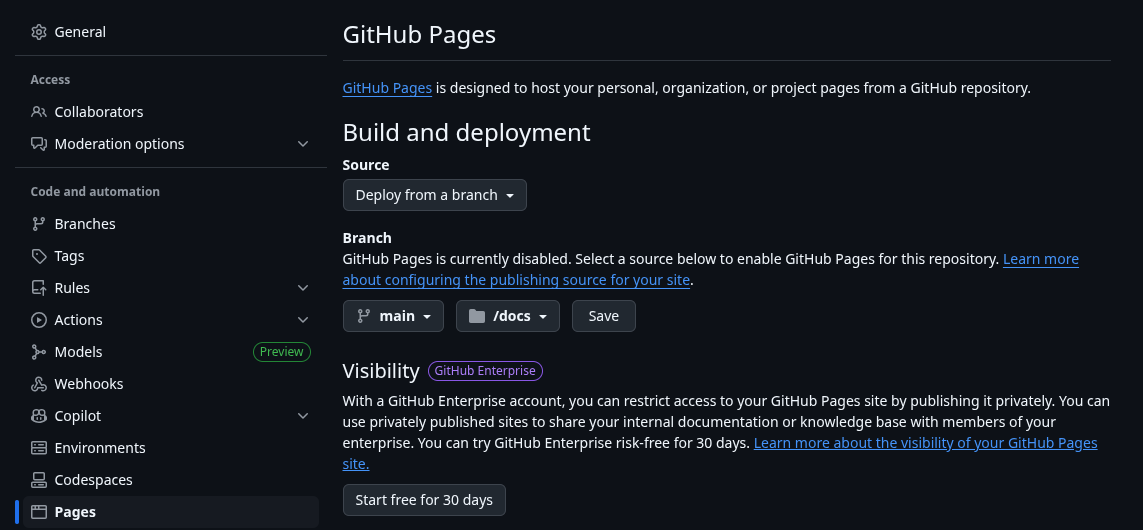 General
Access
Collaborators
Moderation options
Code and automation
Branches
Tags
Rules
Actions
Models Preview
Webhooks
Copilot
Environments
Codespaces
Pages
GitHub Pages
GitHub Pages is designed to host your personal, organization, or project pages from a GitHub repository.
Build and deployment
Source
Deploy from a branch
Branch
GitHub Pages is currently disabled. Select a source below to enable GitHub Pages for this repository. Learn more
about configuring the publishing source for your site.
main /docs Save
Visibility GitHub Enterprise
With a GitHub Enterprise account, you can restrict access to your GitHub Pages site by publishing it privately. You can
use privately published sites to share your internal documentation or knowledge base with members of your
enterprise. You can try GitHub Enterprise risk-free for 30 days. Learn more about the visibility of your GitHub Pages
site.
Start free for 30 days